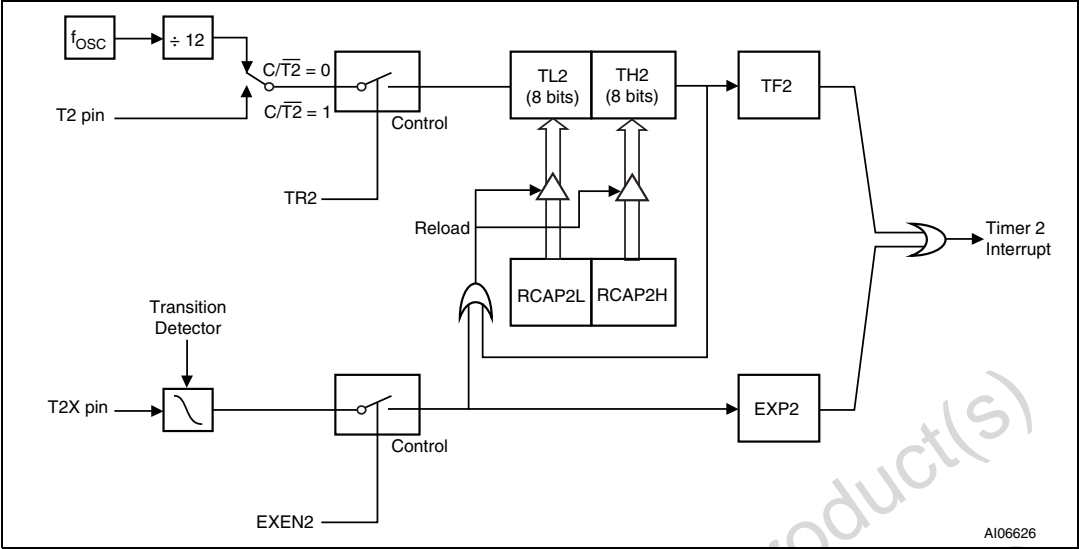 fOSC
÷ 12
C/T2 = 0
T2 pin
C/T2 = 1
Control
TR2
TL2
(8 bits)
TH2
(8 bits)
TF2
Reload
RCAP2L
RCAP2H
Timer 2
Interrupt
Transition
Detector
T2X pin
Control
EXEN2
EXP2
roduct(s)
AI06626